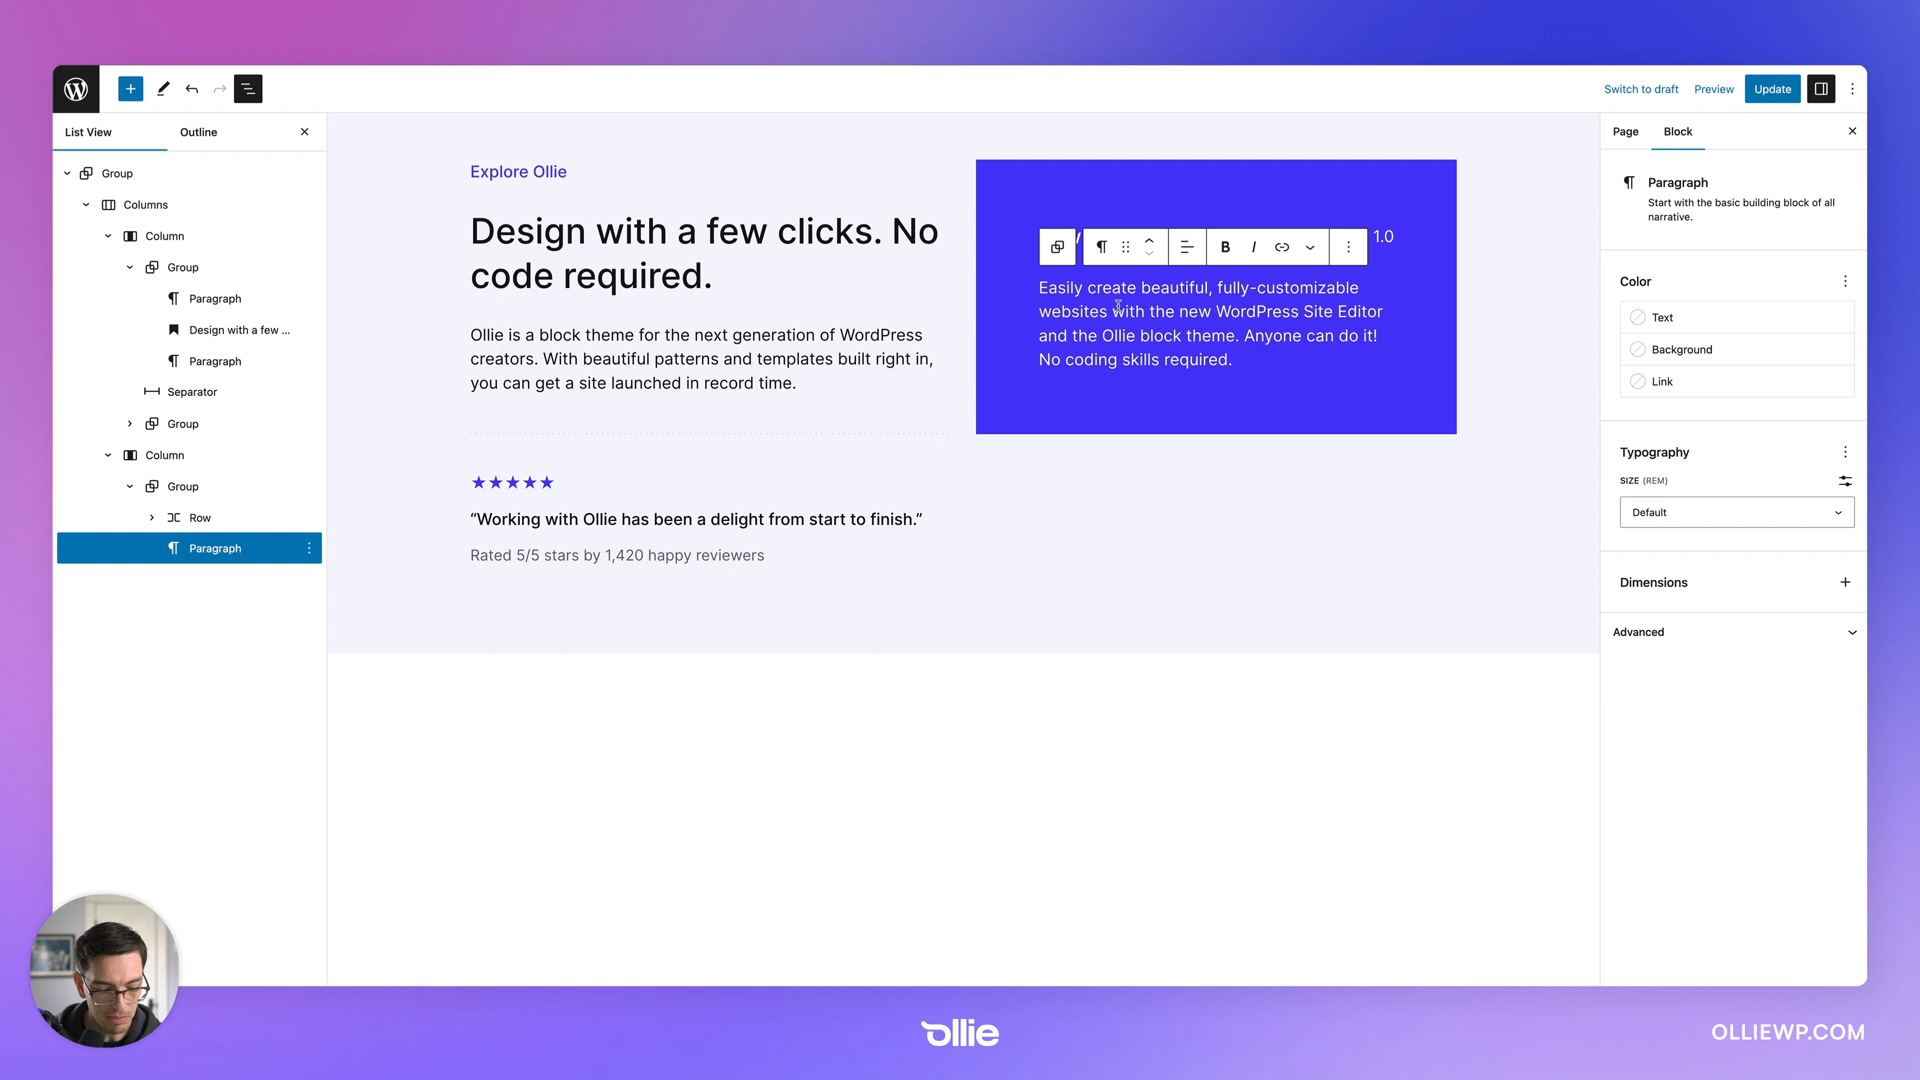 Switch to draft
Preview
Update
List View
Outline
Group
Columns
Column
Group
Paragraph
Design with a few ...
Paragraph
Separator
Group
Column
Group
Row
Paragraph
Explore Ollie
Design with a few clicks. No
code required.
Ollie is a block theme for the next generation of WordPress
creators. With beautiful patterns and templates built right in,
you can get a site launched in record time.
★★★★★
“Working with Ollie has been a delight from start to finish.”
Rated 5/5 stars by 1,420 happy reviewers
B I
1.0
Easily create beautiful, fully-customizable
websites with the new WordPress Site Editor
and the Ollie block theme. Anyone can do it!
No coding skills required.
Page
Block
Paragraph
Start with the basic building block of all
narrative.
Color
Text
Background
Link
Typography
SIZE (REM)
Default
Dimensions
Advanced
ollie
OLLIEWP.COM